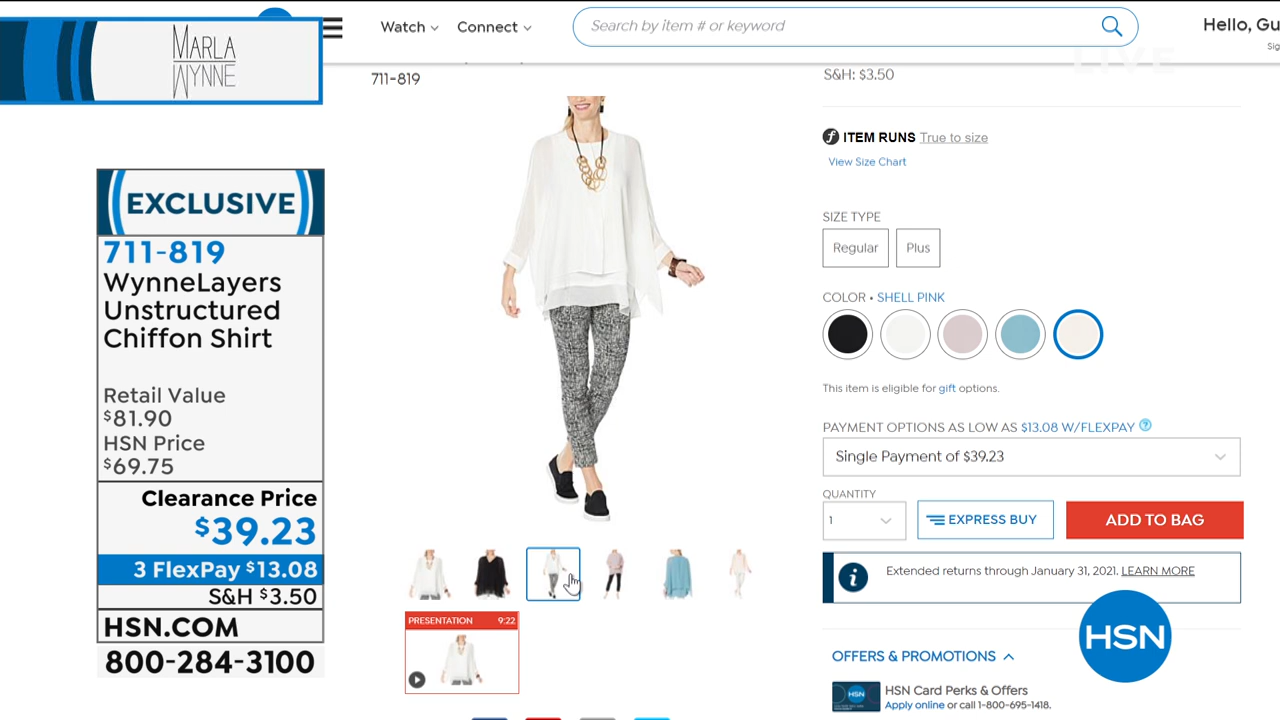 MARLA
WYNNE
EXCLUSIVE
711-819
WynneLayers
Unstructured
Chiffon Shirt
Retail Value
$81.90
HSN Price
$69.75
Clearance Price
$39.23
3 FlexPay $13.08
S&H $3.50
HSN.COM
800-284-3100
Watch
Connect
Search by item # or keyword
Hello, Gu
Sig
LIVE
711-819
S&H: $3.50
ITEM RUNS True to size
View Size Chart
SIZE TYPE
Regular
Plus
COLOR • SHELL PINK
This item is eligible for gift options.
PAYMENT OPTIONS AS LOW AS $13.08 W/FLEXPAY ?
Single Payment of $39.23
QUANTITY
1
EXPRESS BUY
ADD TO BAG
Extended returns through January 31, 2021. LEARN MORE
PRESENTATION 9:22
HSN
OFFERS & PROMOTIONS
HSN
HSN Card Perks & Offers
Apply online or call 1-800-695-1418.